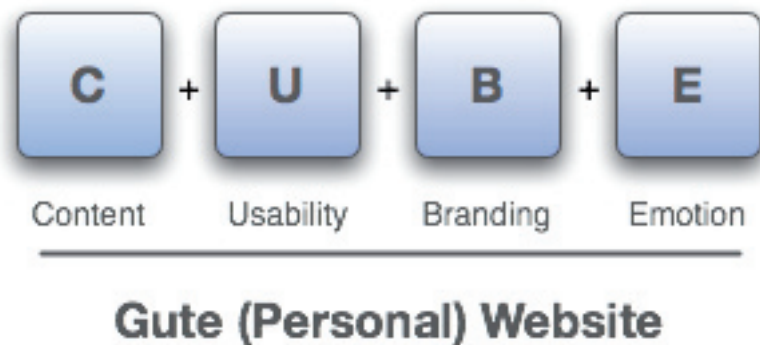 C + U + B + E
Content Usability Branding Emotion
Gute (Personal) Website